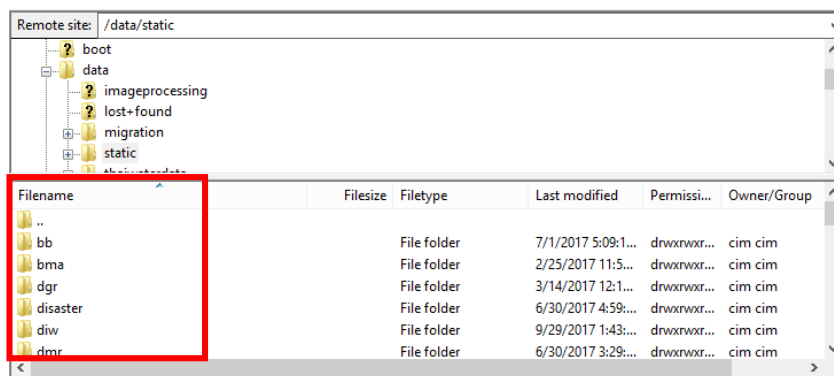 Remote site: /data/static
boot
data
imageprocessing
lost+found
migration
static
thaiwaterdata
Filename Filesize Filetype Last modified Permissi... Owner/Group
..
bb File folder 7/1/2017 5:09:1... drwxrwxr... cim cim
bma File folder 2/25/2017 11:5... drwxrwxr... cim cim
dgr File folder 3/14/2017 12:1... drwxrwxr... cim cim
disaster File folder 6/30/2017 4:59:... drwxrwxr... cim cim
diw File folder 9/29/2017 1:43:... drwxrwxr... cim cim
dmr File folder 6/30/2017 3:29:... drwxrwxr... cim cim